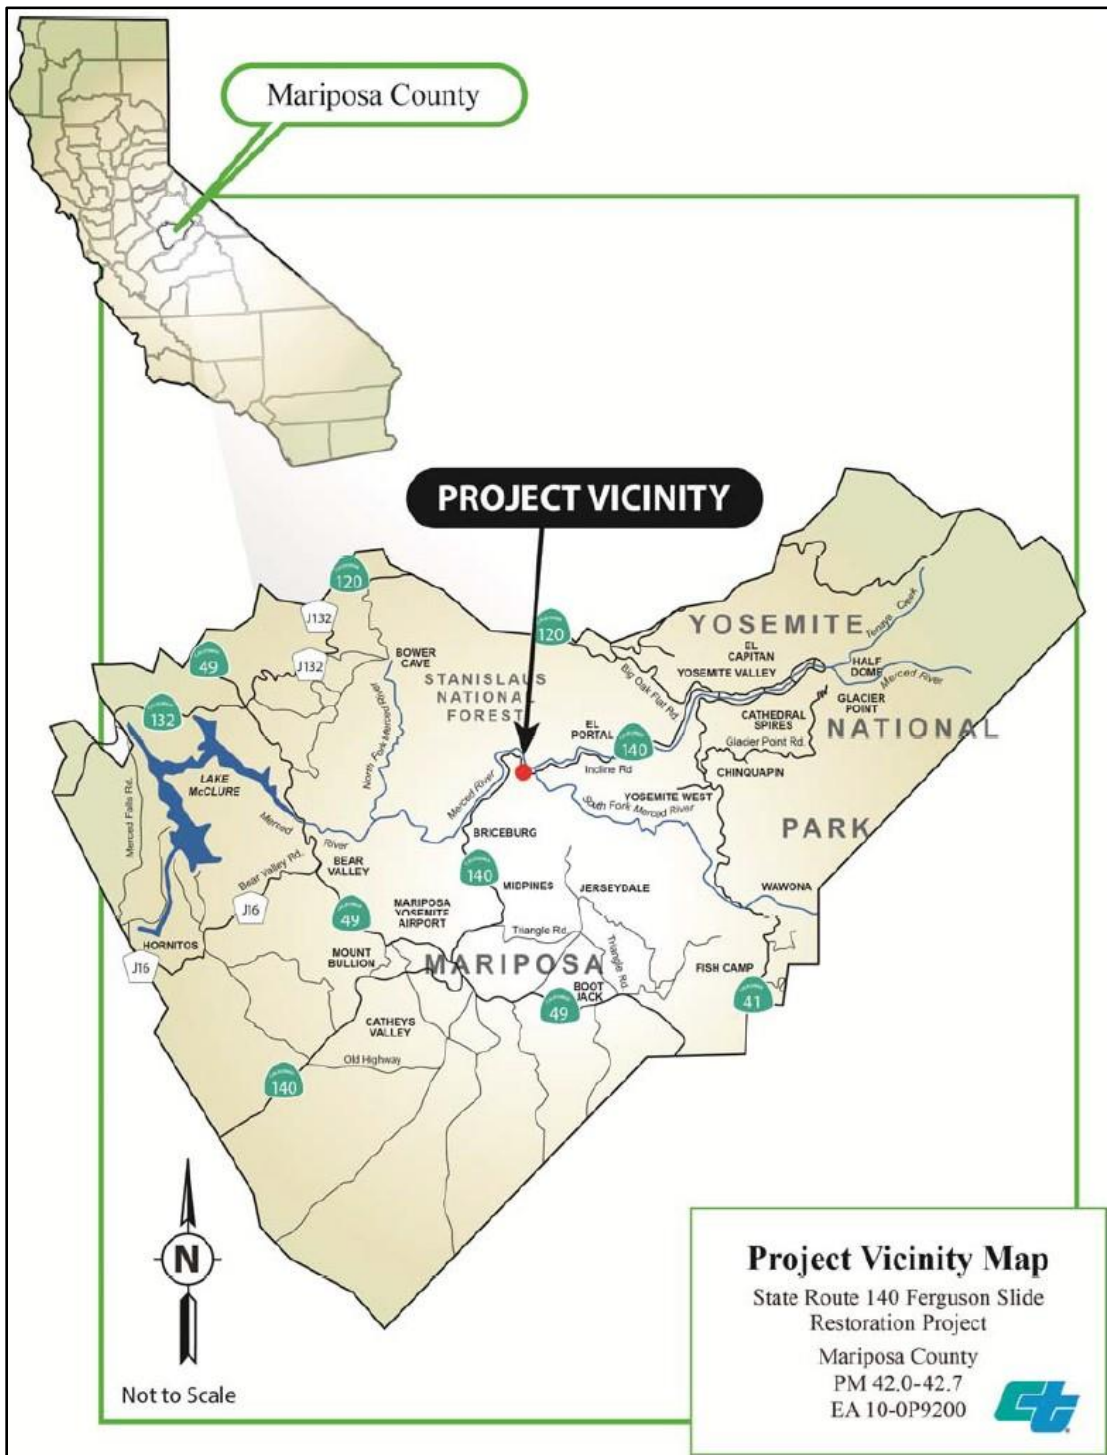 Mariposa County
PROJECT VICINITY
120
J132
J132
49
132
BOWER
CAVE
STANISLAUS
NATIONAL
FOREST
120
YOSEMITE
EL
CAPITAN
YOSEMITE VALLEY
Tenaya Creek
HALF
DOME
Merced River
GLACIER
POINT
Big Oak Flat Rd.
CATHEDRAL
SPIRES
Glacier Point Rd.
NATIONAL
EL
PORTAL
140
Incline Rd
CHINQUAPIN
YOSEMITE WEST
South Fork Merced River
PARK
WAWONA
North Fork Merced River
Merced River
LAKE
McCLURE
Merced Falls Rd.
Merced
River
BRICEBURG
BEAR
VALLEY
Bear Valley Rd.
140
MIDPINES
JERSEYDALE
J16
49
MARIPOSA
YOSEMITE
AIRPORT
Triangle Rd.
Triangle Rd.
HORNITOS
J16
MOUNT
BULLION
MARIPOSA
FISH CAMP
41
BOOT
JACK
49
CATHEYS
VALLEY
Old Highway
140
N
Not to Scale
Project Vicinity Map
State Route 140 Ferguson Slide
Restoration Project
Mariposa County
PM 42.0-42.7
EA 10-0P9200
ct